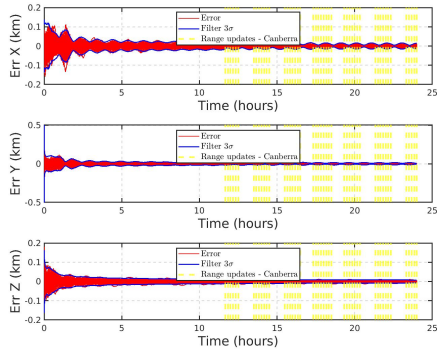 0.2
0.1
0
-0.1
-0.2
Err X (km)
Error
Filter 3σ
Range updates - Canberra
0 5 10 15 20 25
Time (hours)
0.5
0
-0.5
Err Y (km)
Error
Filter 3σ
Range updates - Canberra
0 5 10 15 20 25
Time (hours)
0.2
0.1
0
-0.1
-0.2
Err Z (km)
Error
Filter 3σ
Range updates - Canberra
0 5 10 15 20 25
Time (hours)